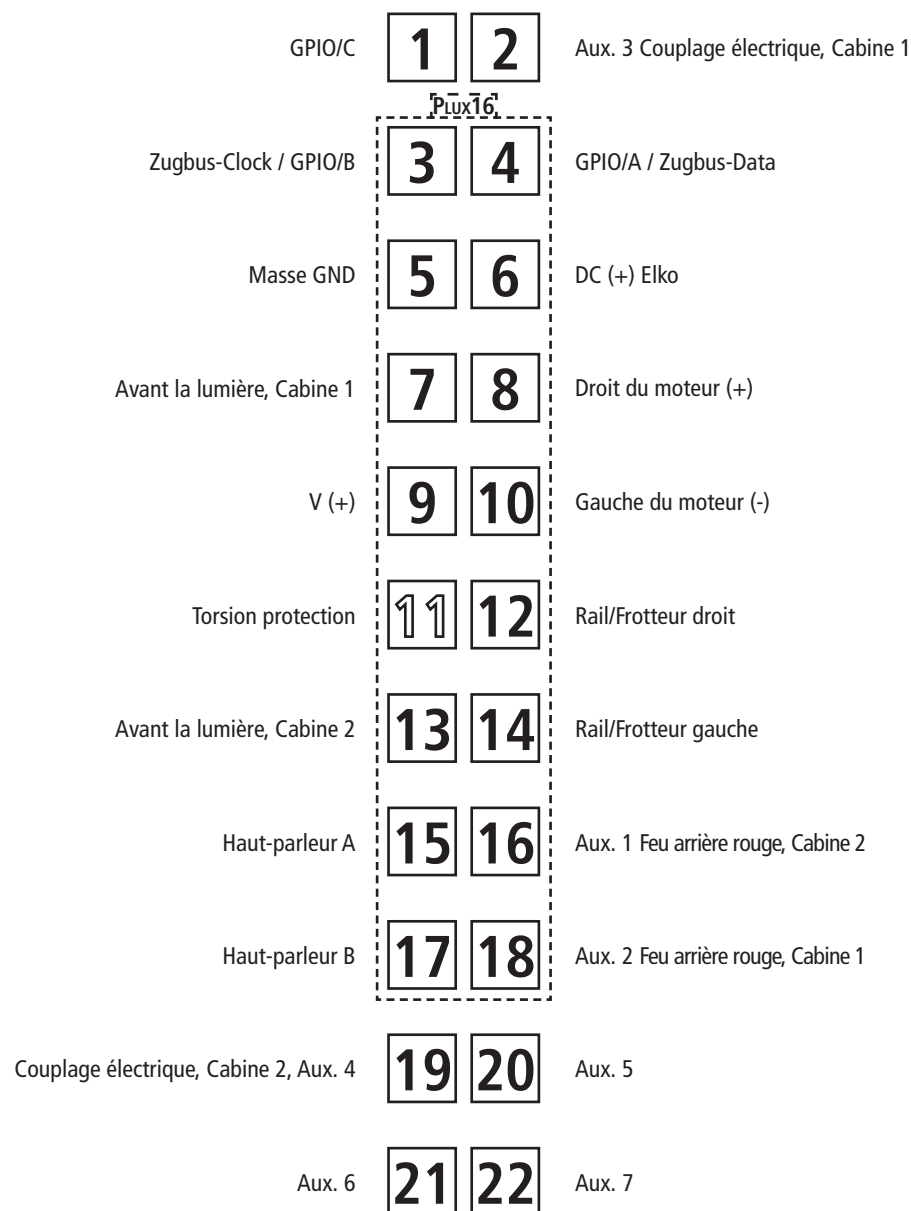 GPIO/C 1 2 Aux. 3 Couplage électrique, Cabine 1
PLUX16
Zugbus-Clock / GPIO/B 3 4 GPIO/A / Zugbus-Data
Masse GND 5 6 DC (+) Elko
Avant la lumière, Cabine 1 7 8 Droit du moteur (+)
V (+) 9 10 Gauche du moteur (-)
Torsion protection 11 12 Rail/Frotteur droit
Avant la lumière, Cabine 2 13 14 Rail/Frotteur gauche
Haut-parleur A 15 16 Aux. 1 Feu arrière rouge, Cabine 2
Haut-parleur B 17 18 Aux. 2 Feu arrière rouge, Cabine 1
Couplage électrique, Cabine 2, Aux. 4 19 20 Aux. 5
Aux. 6 21 22 Aux. 7